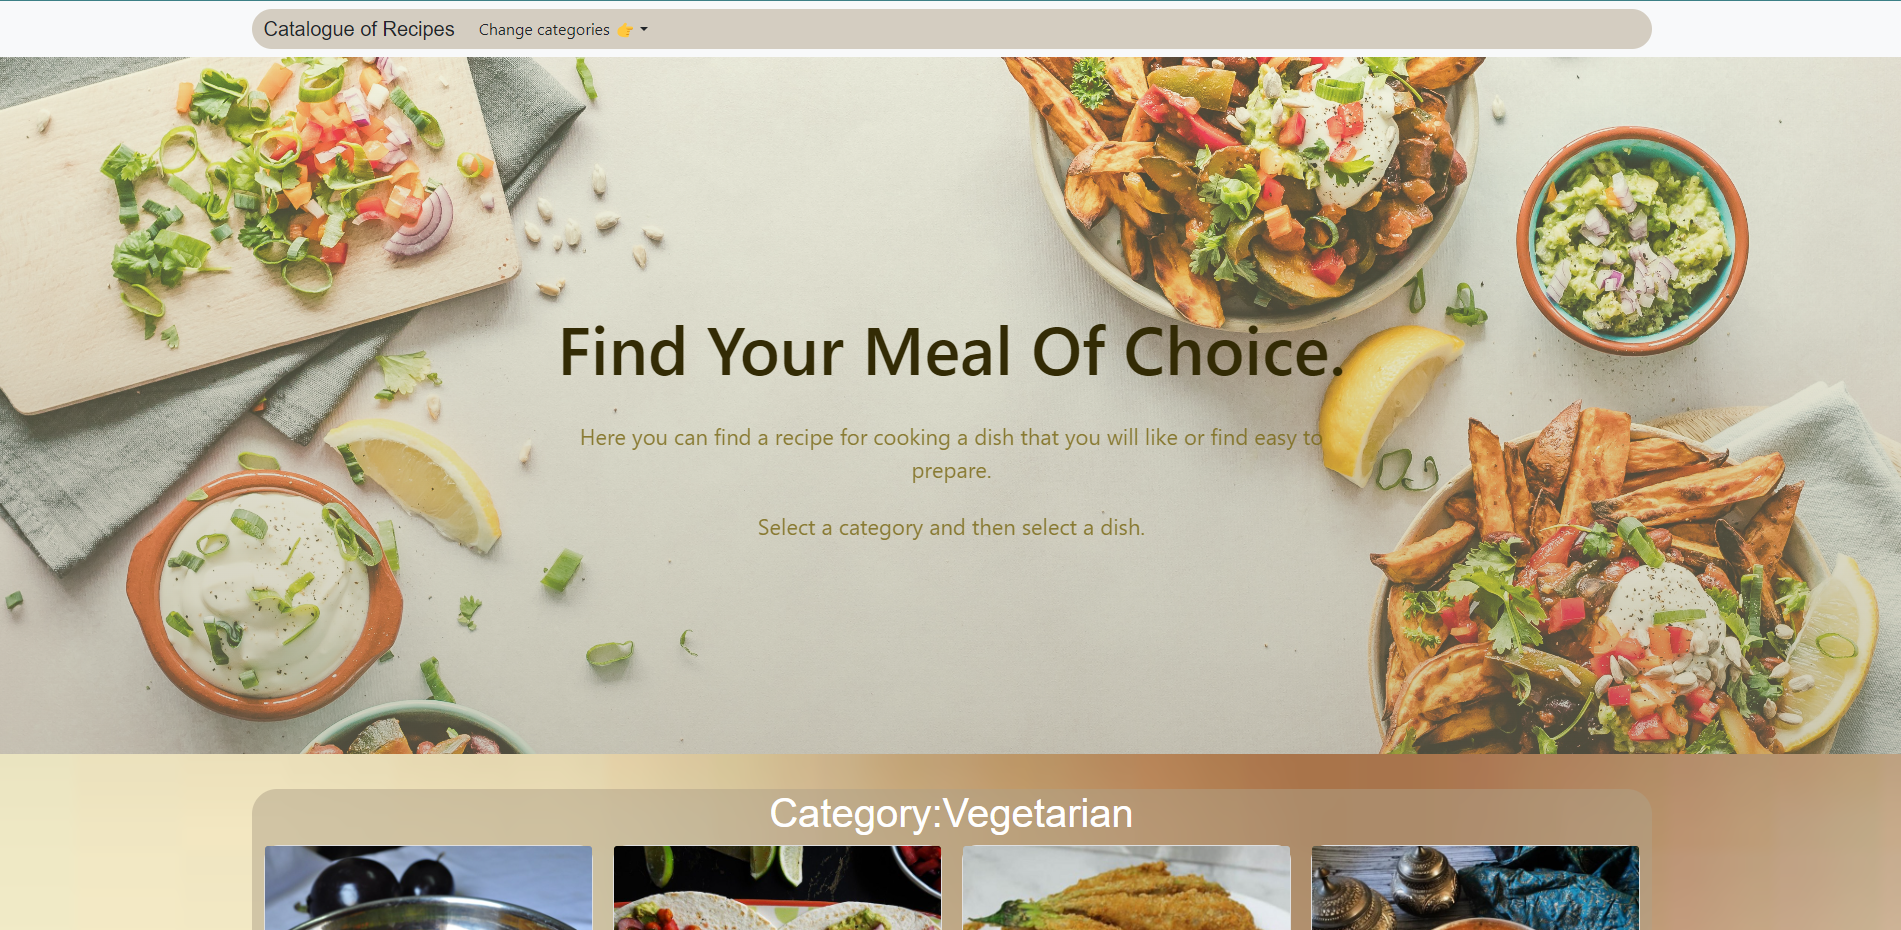 Catalogue of Recipes
Change categories 👉
Find Your Meal Of Choice.
Here you can find a recipe for cooking a dish that you will like or find easy to
prepare.
Select a category and then select a dish.
Category:Vegetarian